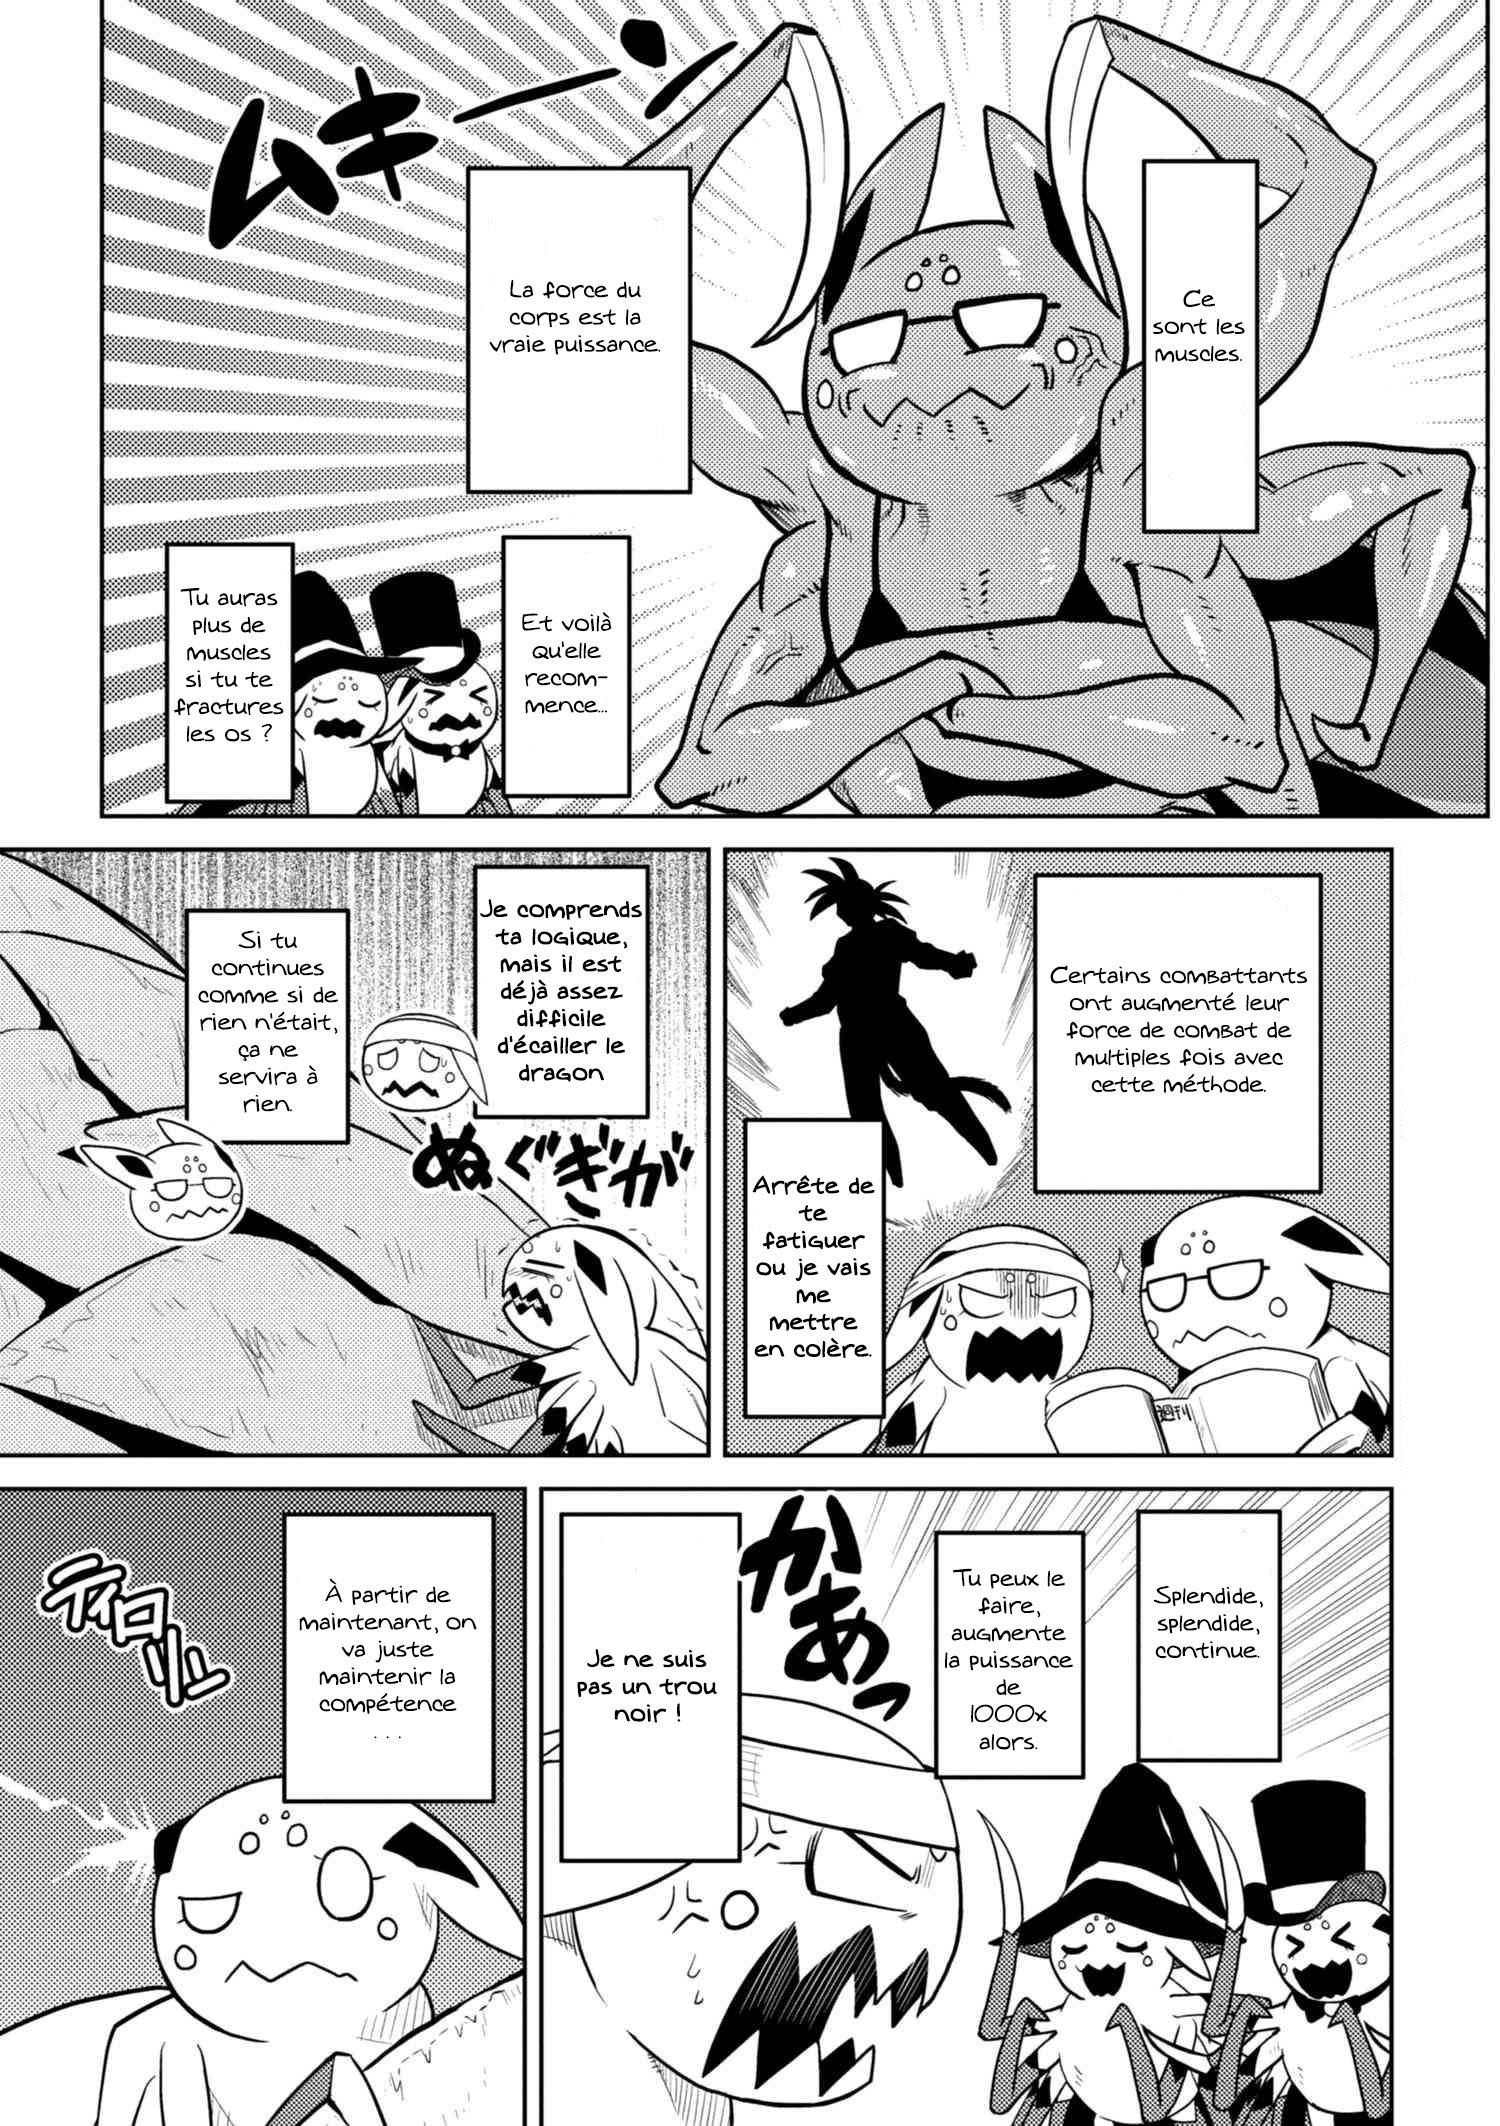 ムキーン
Ce
sont les
muscles.
La force du
corps est la
vraie puissance.
Et voilà
qu'elle
recom-
mence...
Tu auras
plus de
muscles
si tu te
fractures
les os ?
Certains combattants
ont augmenté leur
force de combat de
multiples fois avec
cette méthode.
Arrête de
te
fatiguer
ou je vais
me
mettre
en colère.
週刊
Je comprends
ta logique,
mais il est
déjà assez
difficile
d'écailler le
dragon
Si tu
continues
comme si de
rien n'était,
ça ne
servira à
rien.
ぬぐぎが
Splendide,
splendide,
continue.
Tu peux le
faire,
augmente
la puissance
de
1000x
alors.
かあっ
Je ne suis
pas un trou
noir !
À partir de
maintenant, on
va juste
maintenir la
compétence
. . .
ティロリン